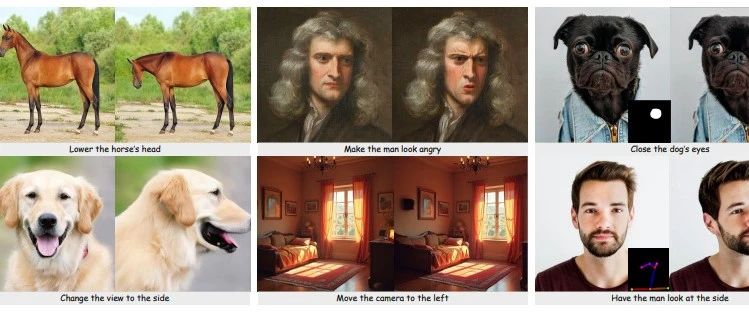 Lower the horse's head
Make the man look angry
Close the dog's eyes
Change the view to the side
Move the camera to the left
Have the man look at the side